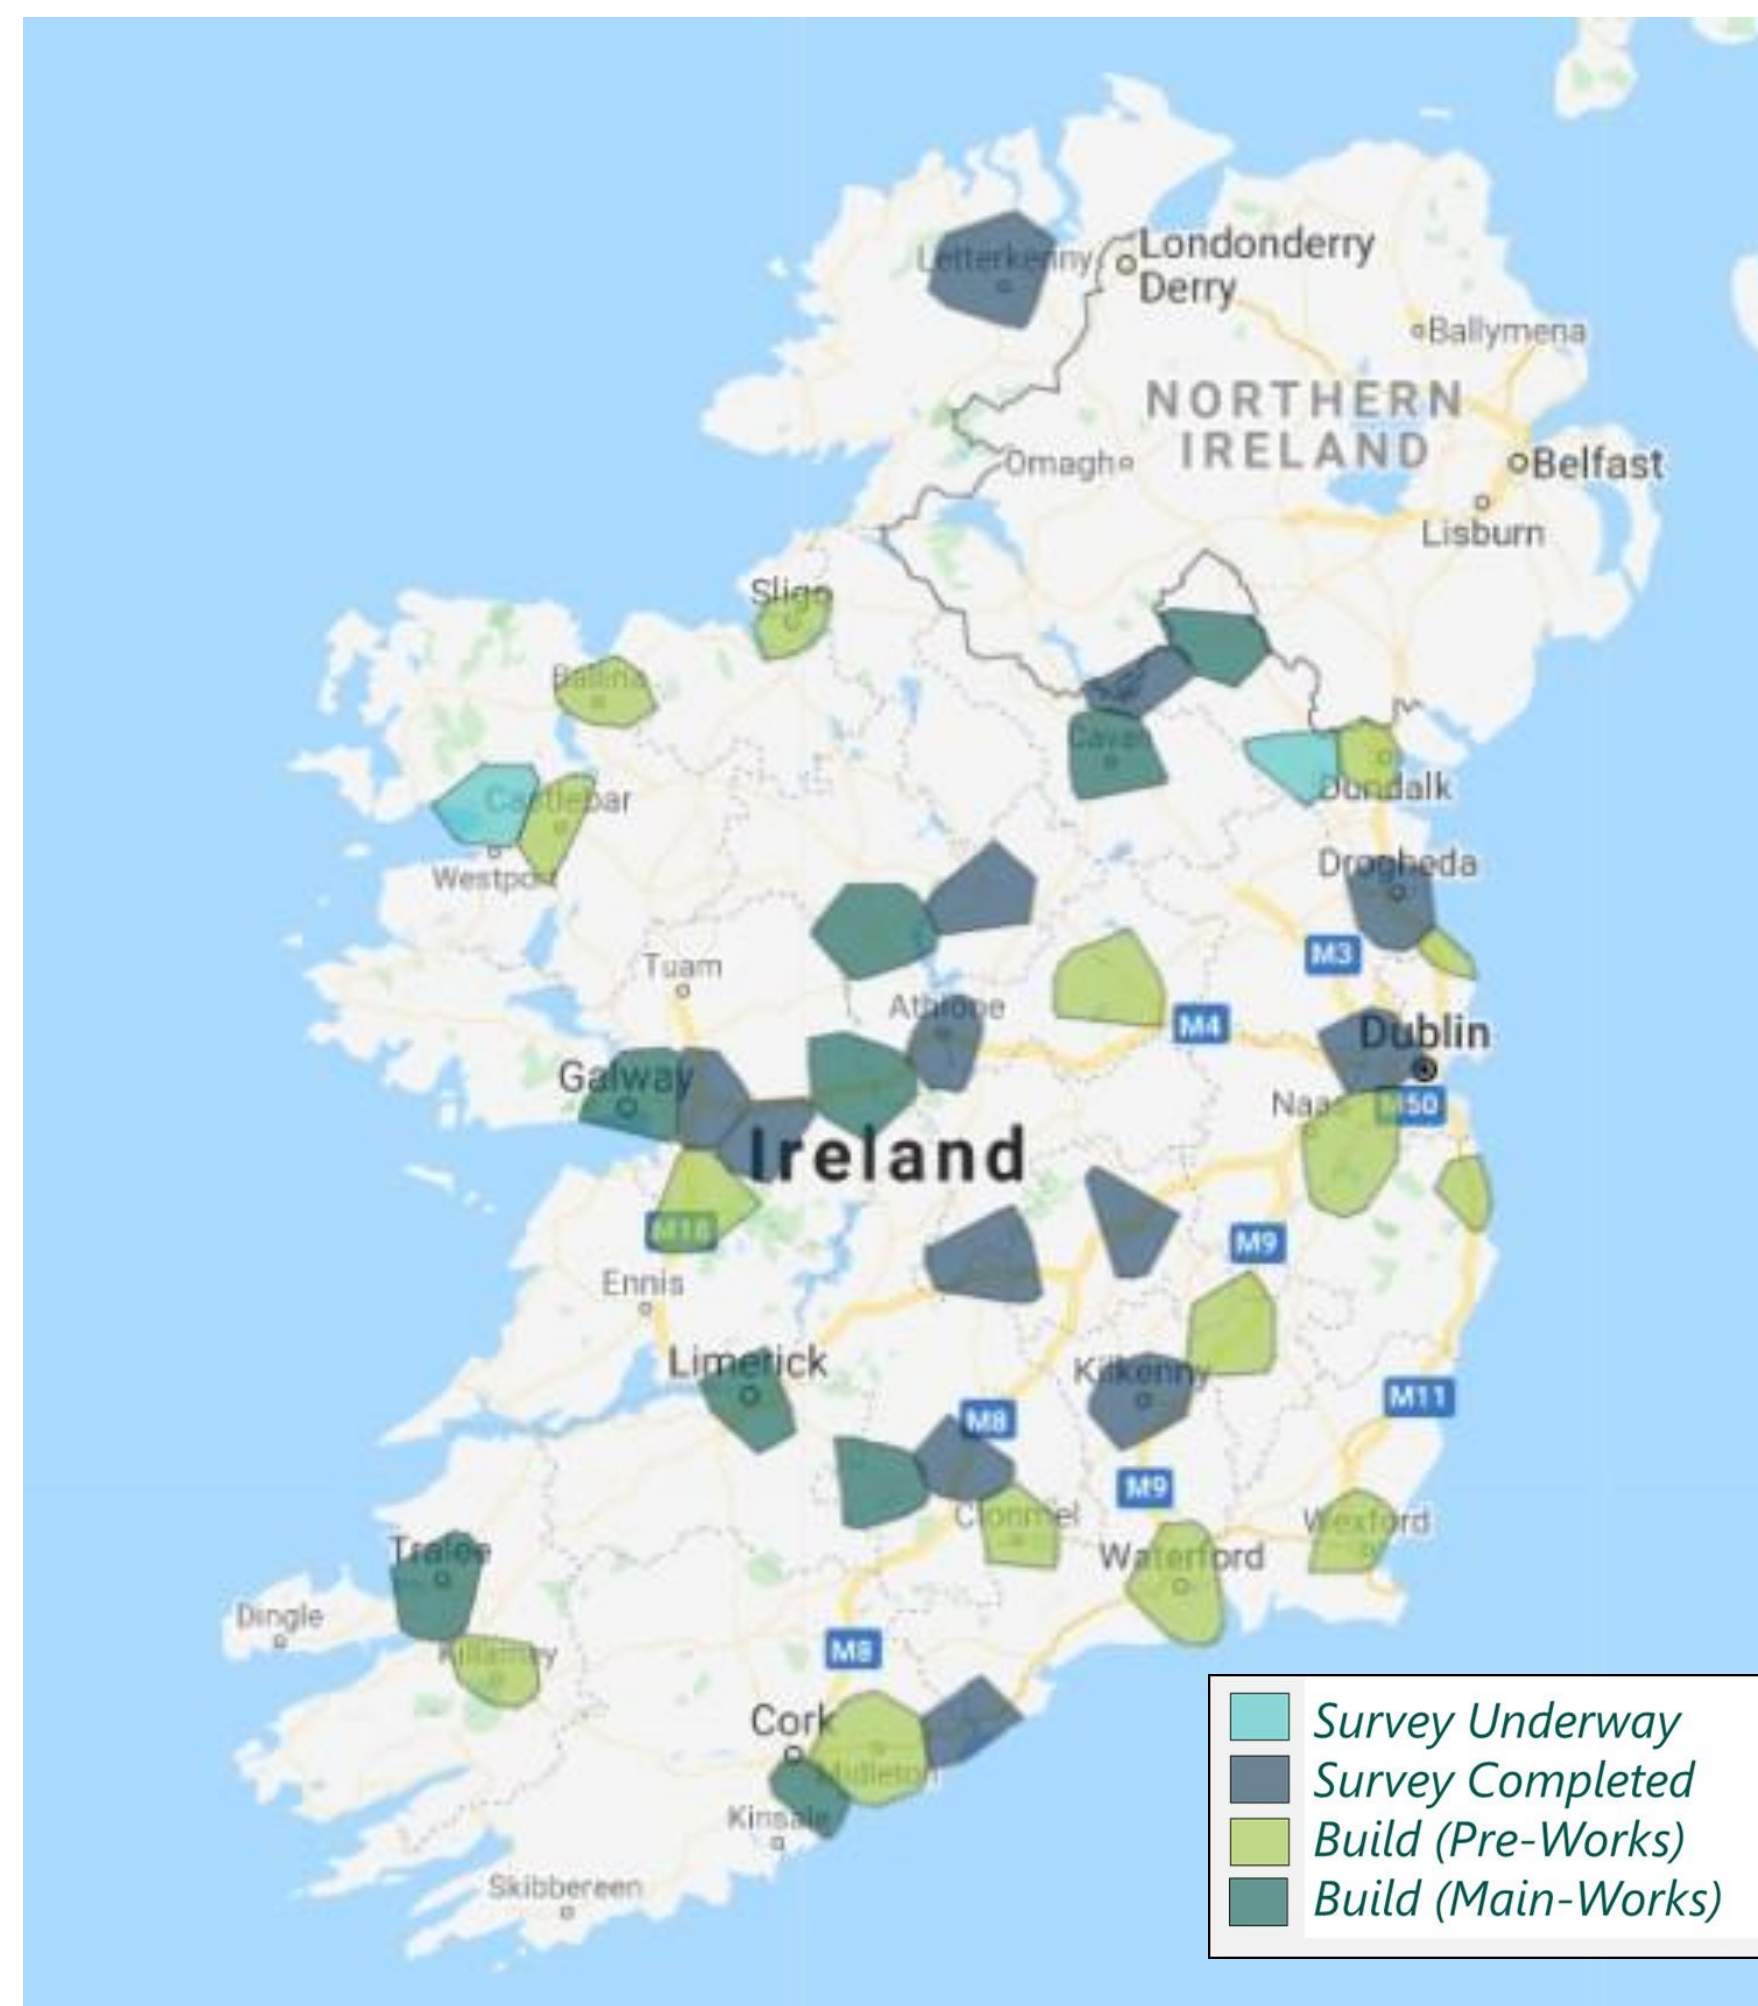 Letterkenny
Londonderry
Derry
Ballymena
NORTHERN
IRELAND
Omagh
Belfast
Lisburn
Sligo
Ballina
Cavan
Castlebar
Dundalk
Westport
Drogheda
M3
Tuam
Athlone
M4
Dublin
Galway
Naas
M50
Ireland
M18
M9
Ennis
Limerick
Kilkenny
M11
M8
M9
Clonmel
Wexford
Waterford
Tralee
Dingle
Killarney
M8
Cork
Midleton
Kinsale
Skibbereen
Survey Underway
Survey Completed
Build (Pre-Works)
Build (Main-Works)